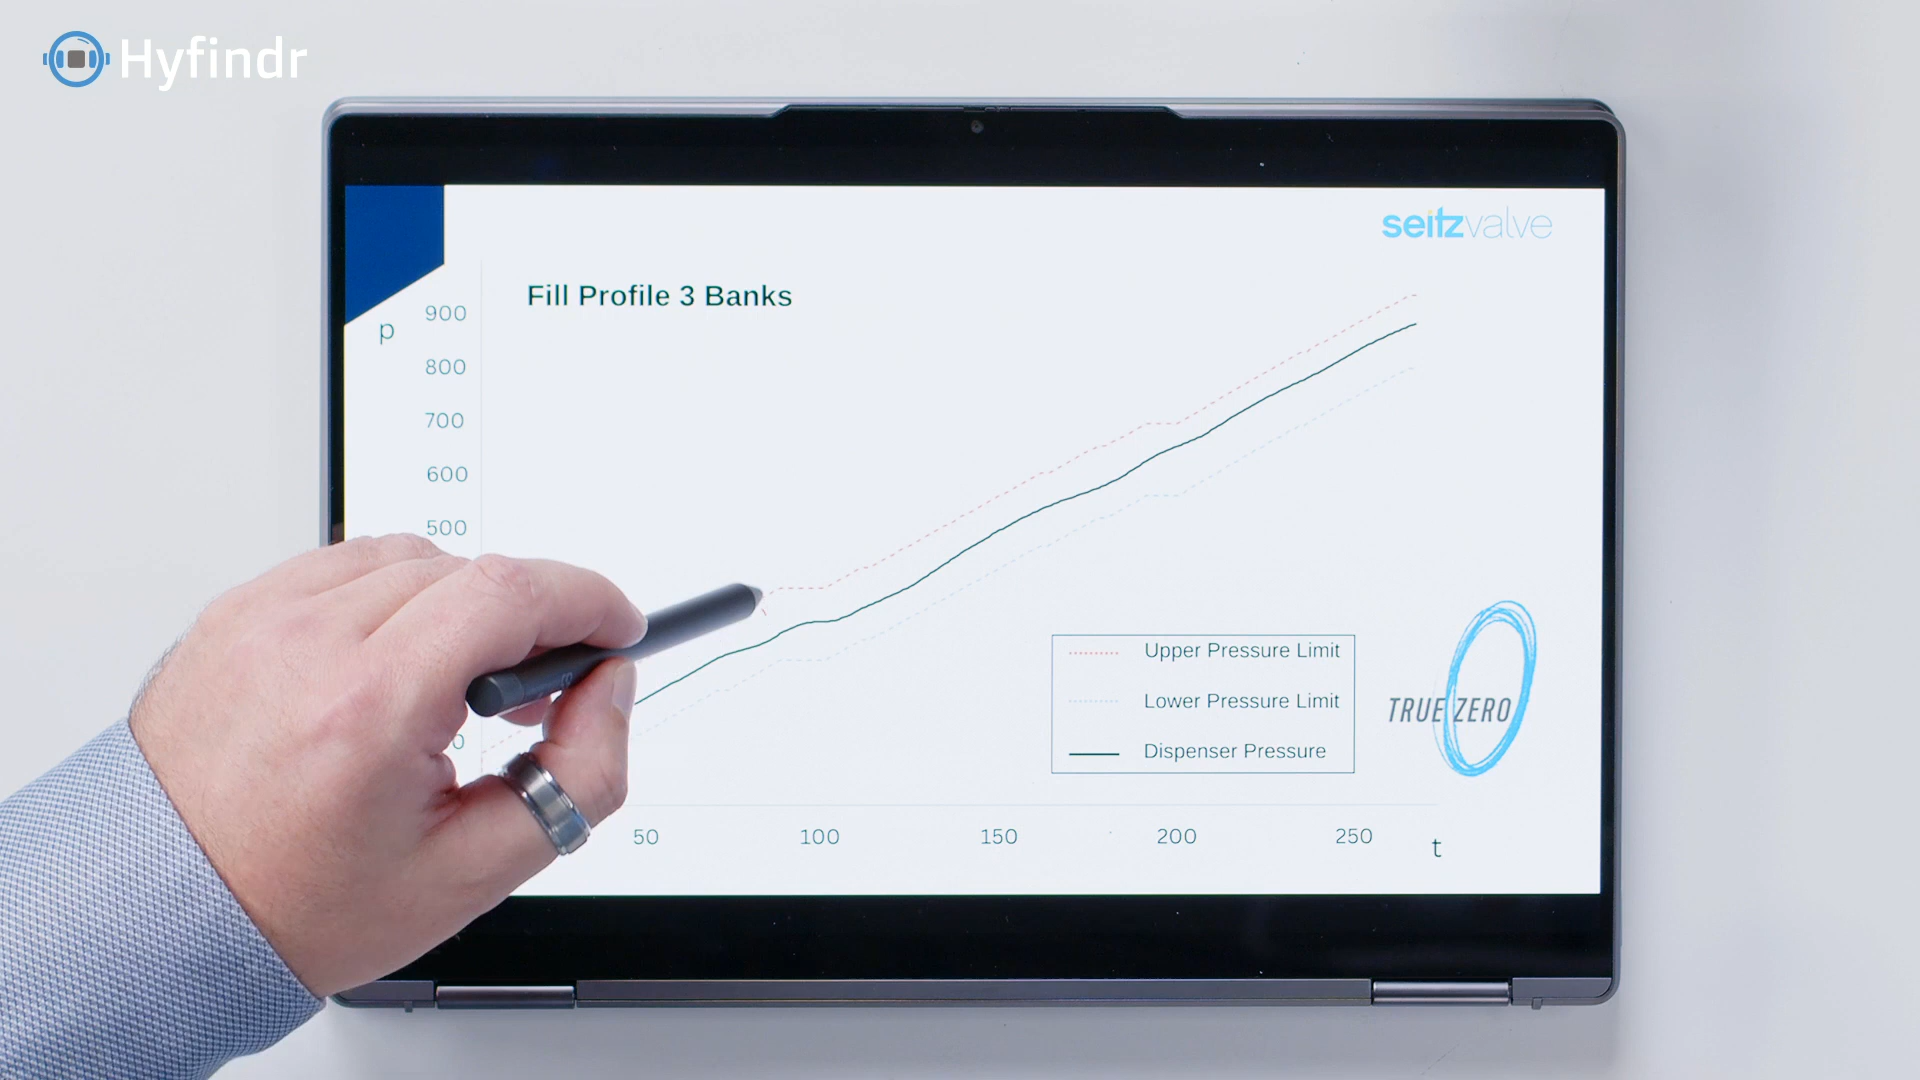 Hyfindr
seitzvalve
Fill Profile 3 Banks
p
900
800
700
600
500
0
Upper Pressure Limit
Lower Pressure Limit
Dispenser Pressure
TRUE ZERO
50
100
150
200
250
t